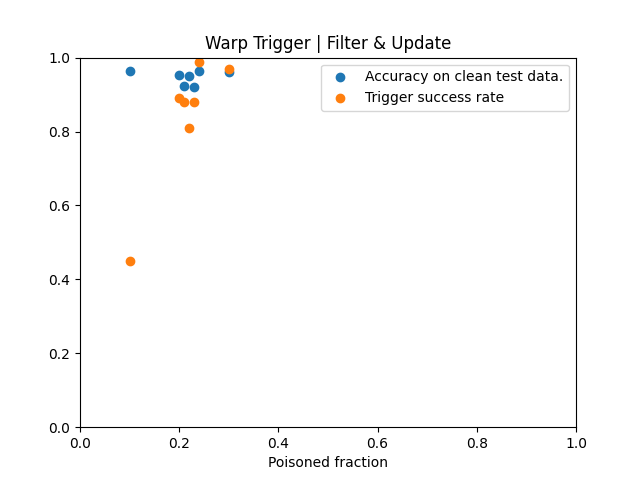 Warp Trigger | Filter & Update
1.0
Accuracy on clean test data.
Trigger success rate
0.8
0.6
0.4
0.2
0.0
0.0 0.2 0.4 0.6 0.8 1.0
Poisoned fraction